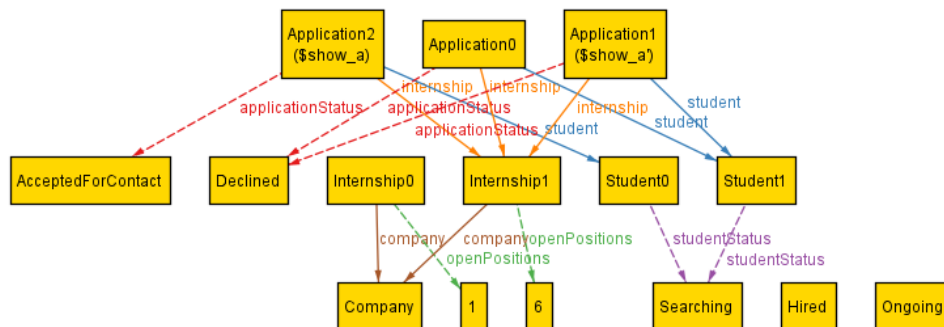 Application2
($show_a)
Application0
Application1
($show_a')
internship
internship
internship
applicationStatus
applicationStatus
applicationStatus
student
student
student
AcceptedForContact
Declined
Internship0
Internship1
Student0
Student1
company
company
openPositions
openPositions
studentStatus
studentStatus
Company
1
6
Searching
Hired
Ongoing